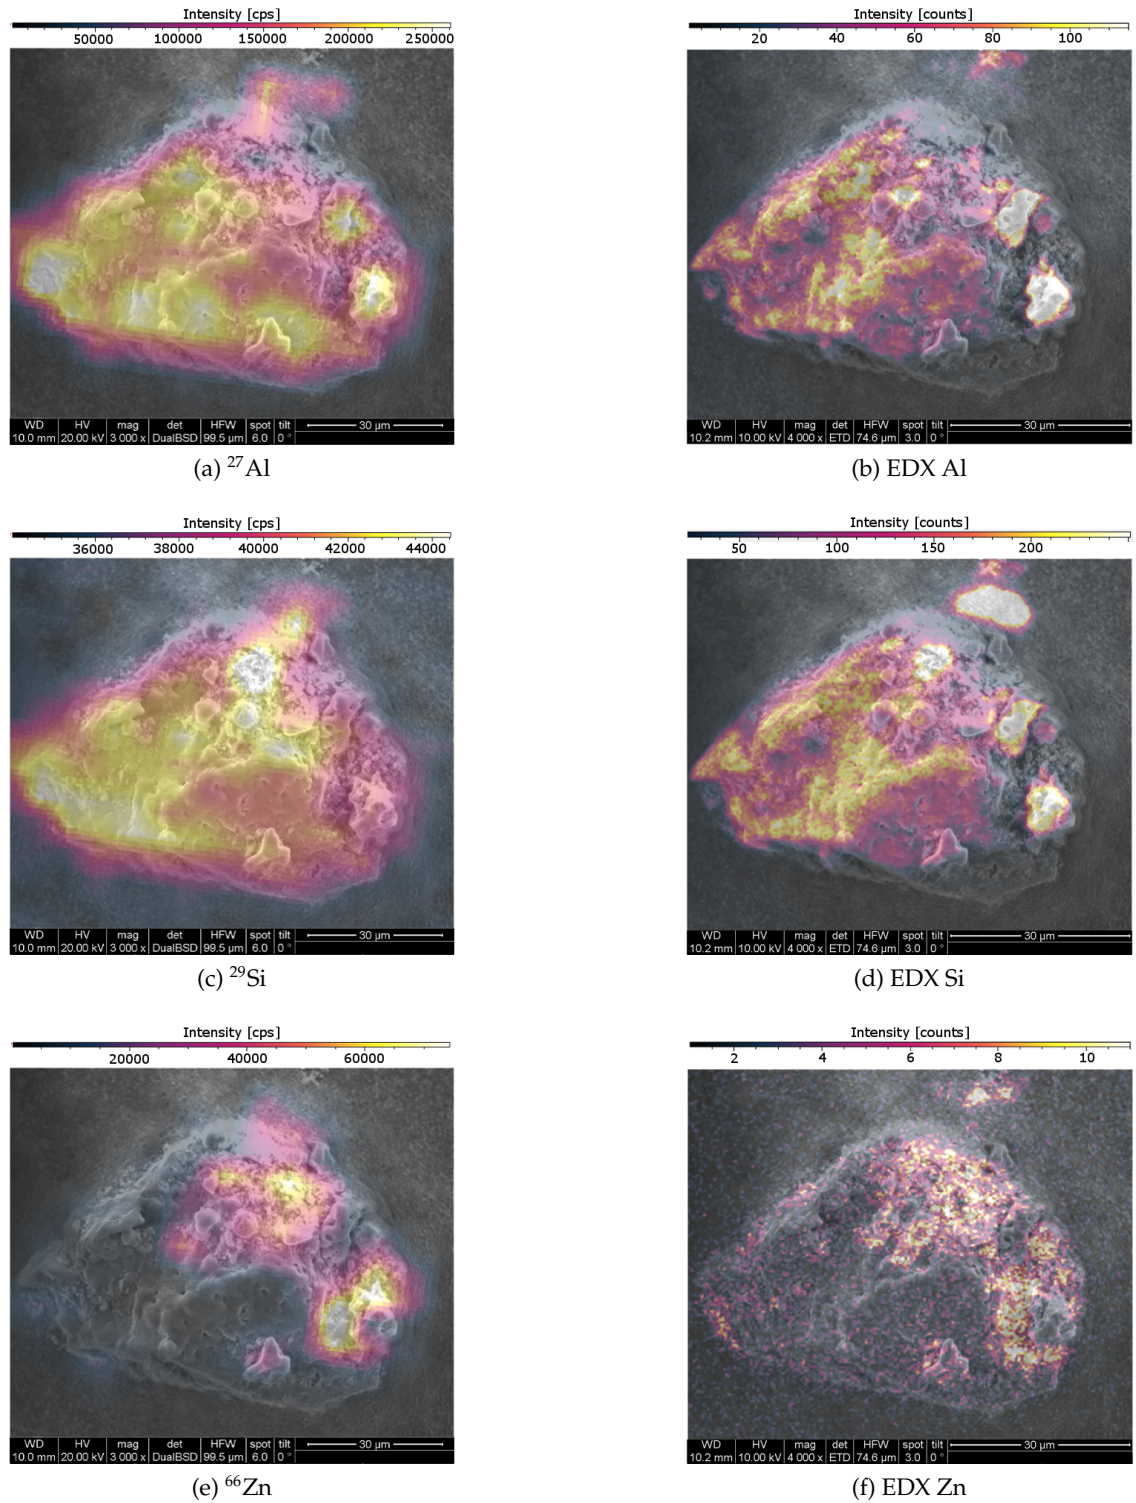 Intensity [cps]
50000 100000 150000 200000 250000
WD HV mag det HFW spot tilt
10.0 mm 20.00 kV 3 000 x DualBSD 99.5 µm 6.0 0 ° 30 µm
(a) ²⁷Al
Intensity [counts]
20 40 60 80 100
WD HV mag det HFW spot tilt
10.2 mm 10.00 kV 4 000 x ETD 74.6 µm 3.0 0 ° 30 µm
(b) EDX Al
Intensity [cps]
36000 38000 40000 42000 44000
WD HV mag det HFW spot tilt
10.0 mm 20.00 kV 3 000 x DualBSD 99.5 µm 6.0 0 ° 30 µm
(c) ²⁹Si
Intensity [counts]
50 100 150 200
WD HV mag det HFW spot tilt
10.2 mm 10.00 kV 4 000 x ETD 74.6 µm 3.0 0 ° 30 µm
(d) EDX Si
Intensity [cps]
20000 40000 60000
WD HV mag det HFW spot tilt
10.0 mm 20.00 kV 3 000 x DualBSD 99.5 µm 6.0 0 ° 30 µm
(e) ⁶⁶Zn
Intensity [counts]
2 4 6 8 10
WD HV mag det HFW spot tilt
10.2 mm 10.00 kV 4 000 x ETD 74.6 µm 3.0 0 ° 30 µm
(f) EDX Zn